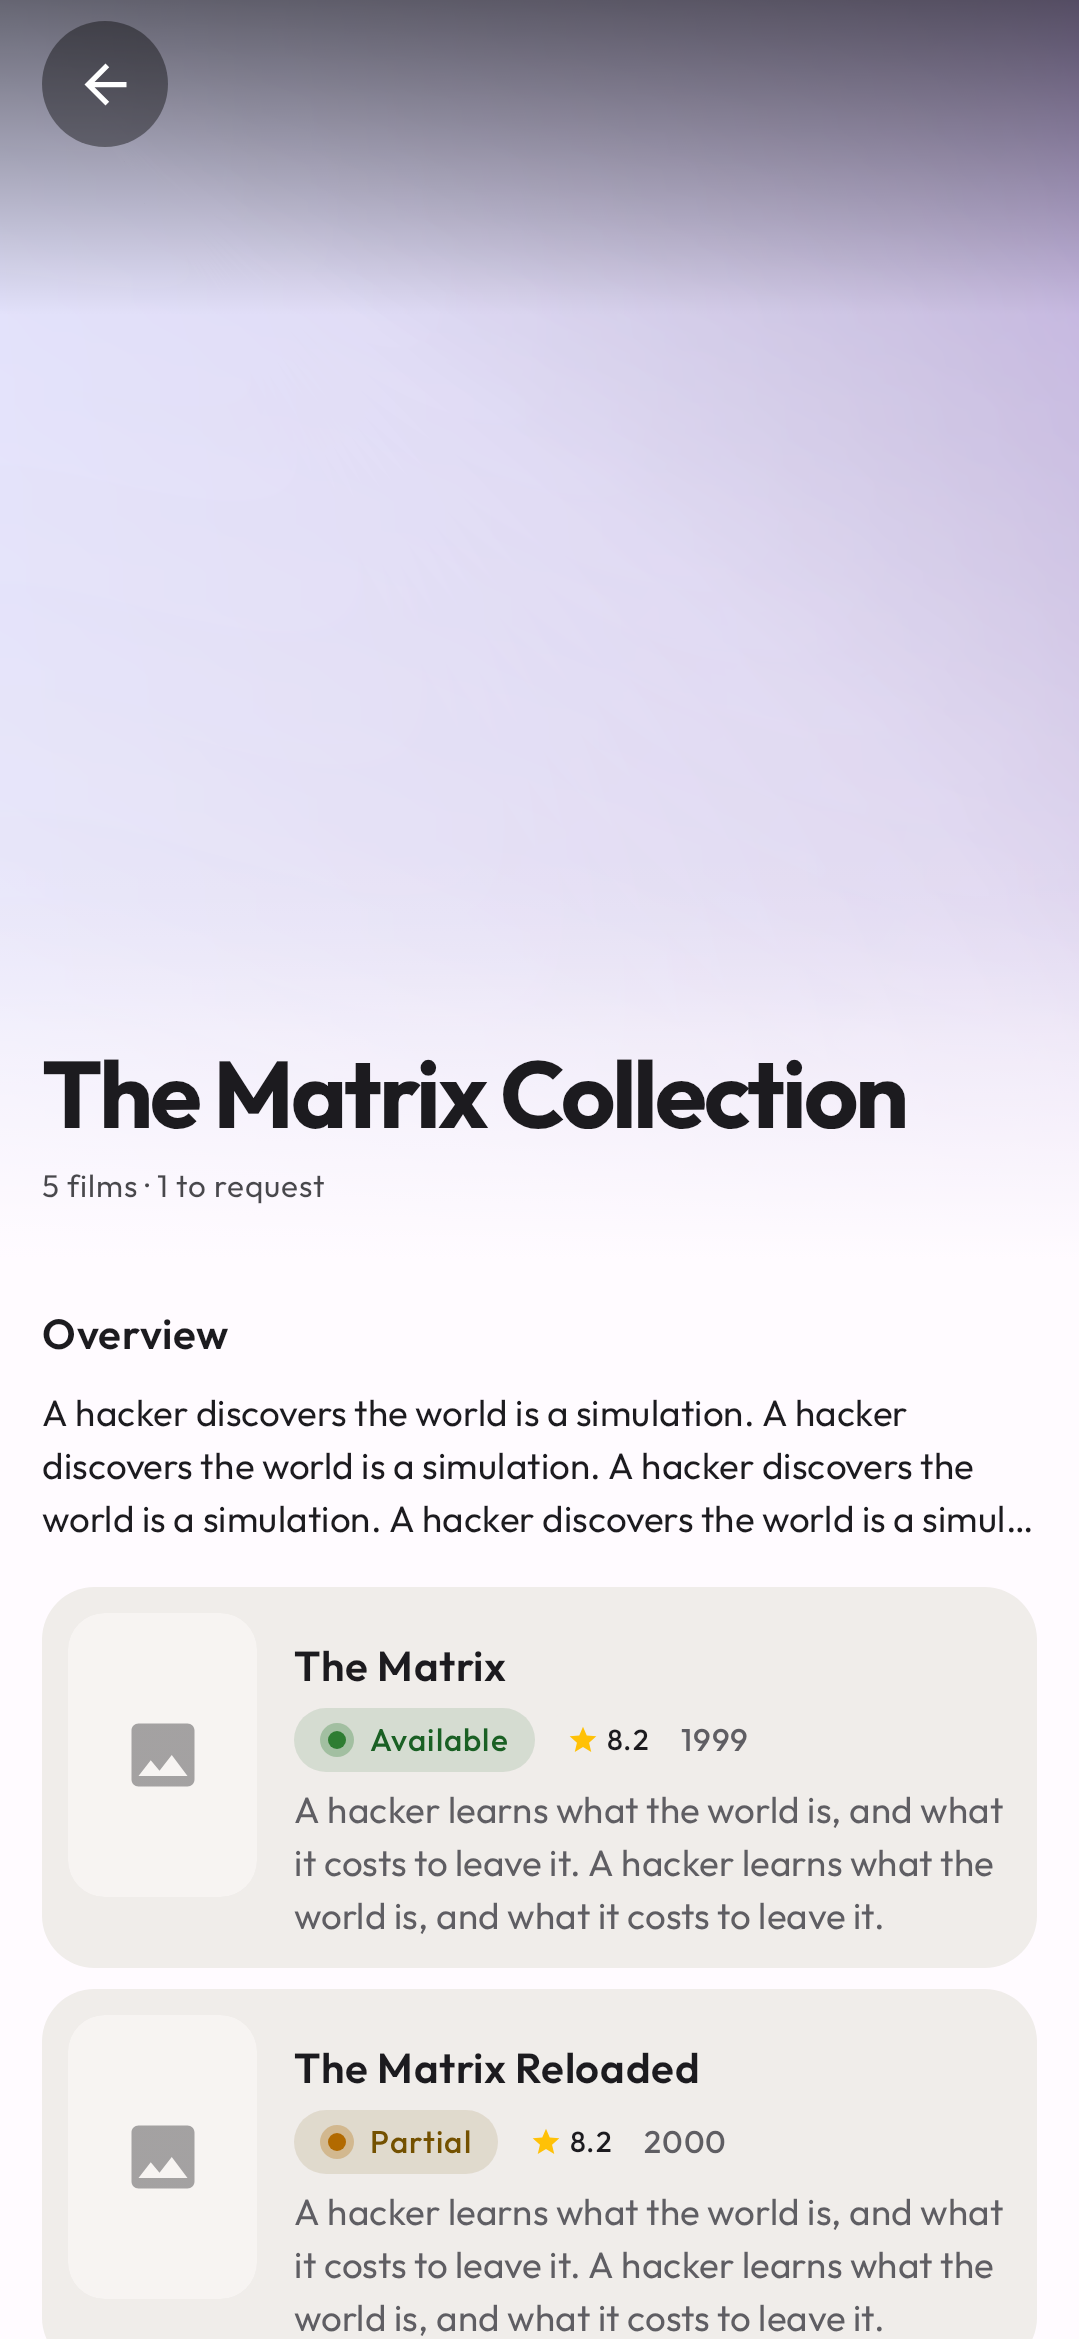 The Matrix Collection
5 films · 1 to request
Overview
A hacker discovers the world is a simulation. A hacker
discovers the world is a simulation. A hacker discovers the
world is a simulation. A hacker discovers the world is a simul…
The Matrix
Available 8.2 1999
A hacker learns what the world is, and what
it costs to leave it. A hacker learns what the
world is, and what it costs to leave it.
The Matrix Reloaded
Partial 8.2 2000
A hacker learns what the world is, and what
it costs to leave it. A hacker learns what the
world is, and what it costs to leave it.